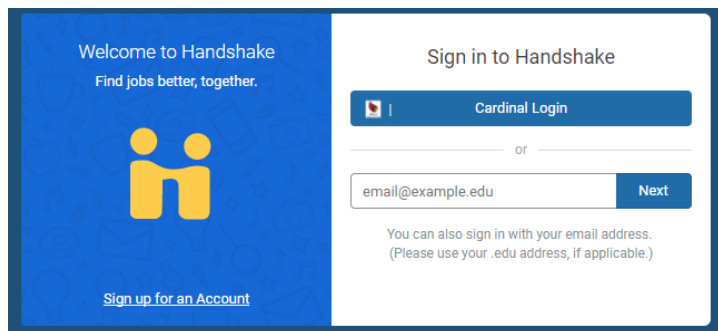 Welcome to Handshake
Find jobs better, together.
Sign up for an Account
Sign in to Handshake
Cardinal Login
or
email@example.edu
Next
You can also sign in with your email address.
(Please use your .edu address, if applicable.)